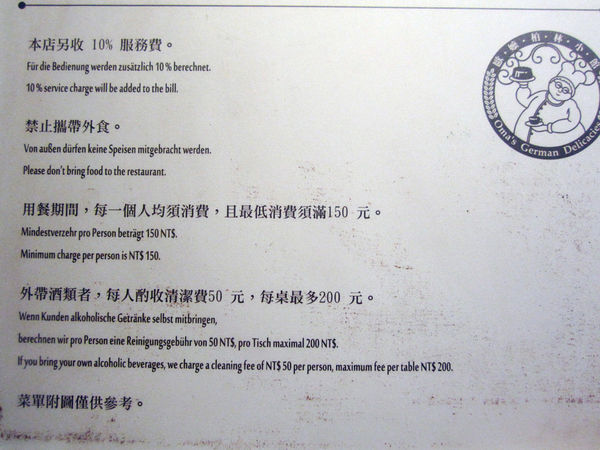 本店另收 10% 服務費。
Für die Bedienung werden zusätzlich 10 % berechnet.
10 % service charge will be added to the bill.
禁止攜帶外食。
Von außen dürfen keine Speisen mitgebracht werden.
Please don't bring food to the restaurant.
用餐期間，每一個人均須消費，且最低消費須滿150 元。
Mindestverzehr pro Person beträgt 150 NT$.
Minimum charge per person is NT$ 150.
外帶酒類者，每人酌收清潔費50 元，每桌最多200 元。
Wenn Kunden alkoholische Getränke selbst mitbringen,
berechnen wir pro Person eine Reinigungsgebühr von 50 NT$, pro Tisch maximal 200 NT$.
If you bring your own alcoholic beverages, we charge a cleaning fee of NT$ 50 per person, maximum fee per table NT$ 200.
菜單附圖僅供參考。
柏·林·小·館
Oma's German Delicacies